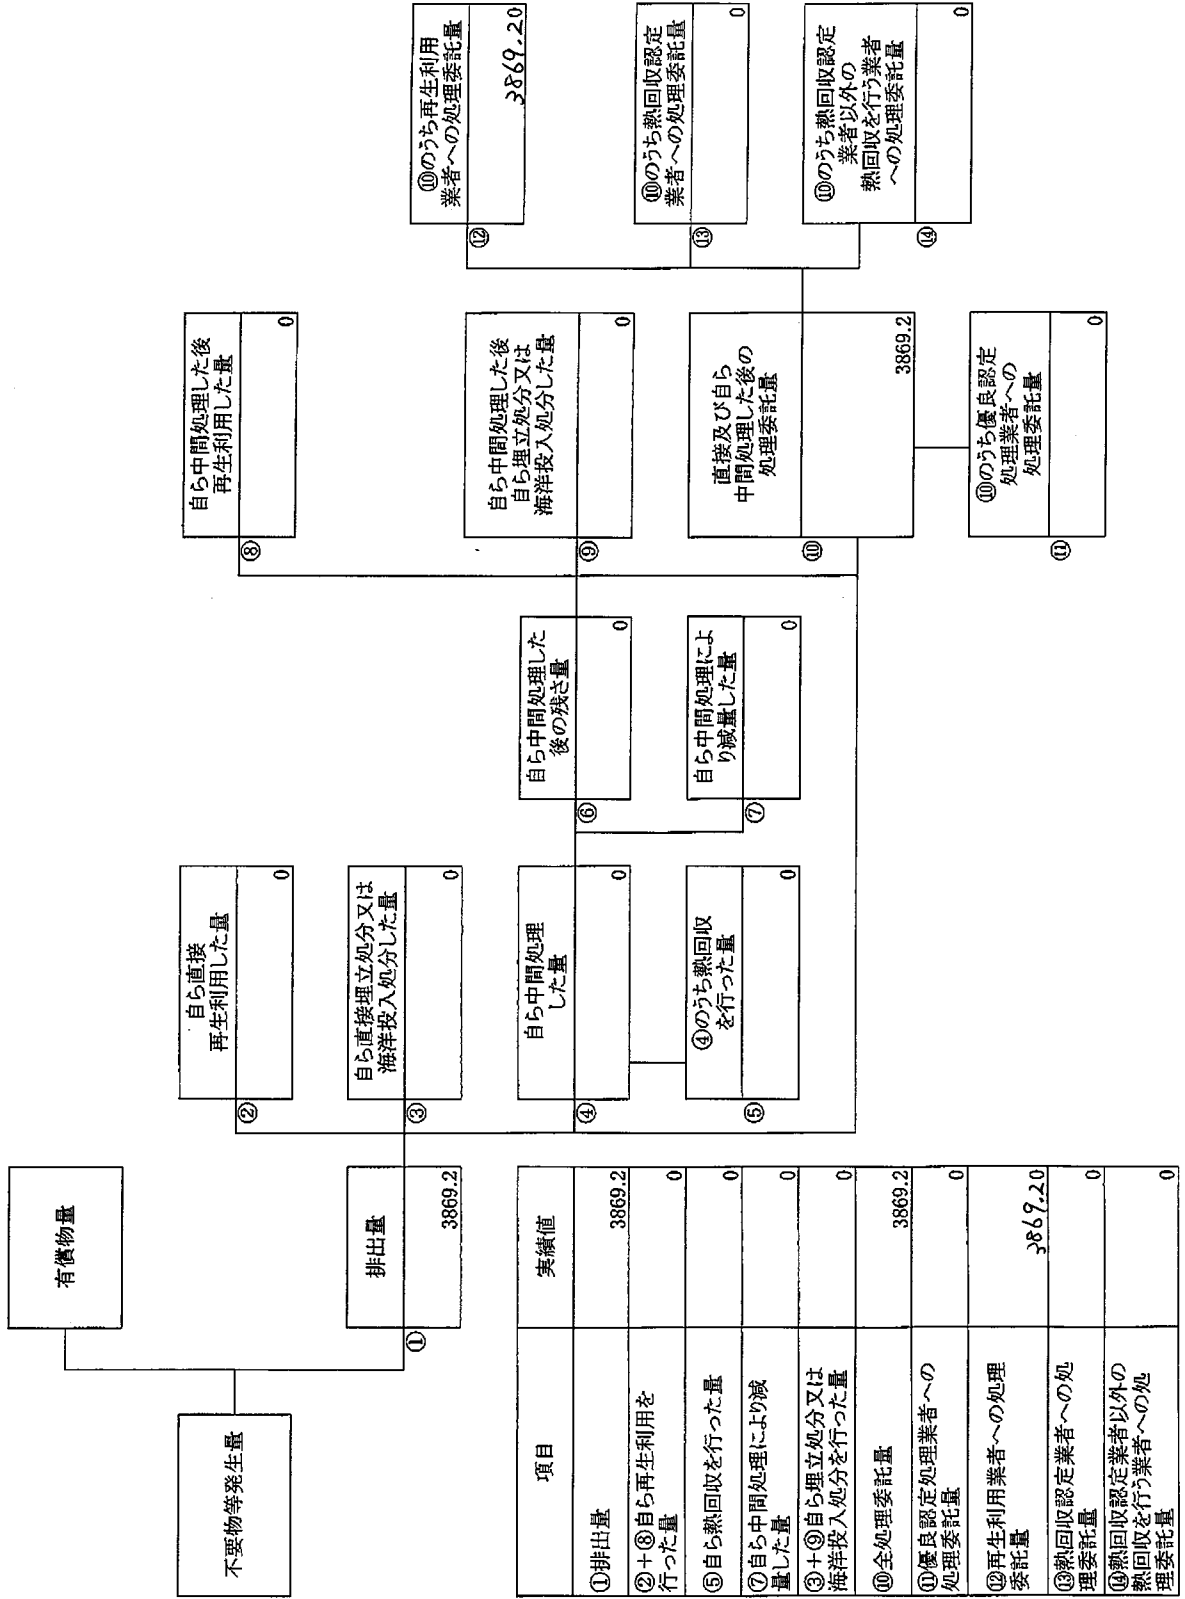 不要物等発生量
有償物量
①
排出量
3869.2
②
自ら直接
再生利用した量
0
③
自ら直接埋立処分又は
海洋投入処分した量
0
④
自ら中間処理
した量
0
⑤
④のうち熱回収
を行った量
0
⑥
自ら中間処理した
後の残さ量
0
⑦
自ら中間処理によ
り減量した量
0
⑧
自ら中間処理した後
再生利用した量
0
⑨
自ら中間処理した後
自ら埋立処分又は
海洋投入処分した量
0
⑩
直接及び自ら
中間処理した後の
処理委託量
3869.2
⑪
⑩のうち優良認定
処理業者への
処理委託量
0
⑫
⑩のうち再生利用
業者への処理委託量
3869.20
⑬
⑩のうち熱回収認定
業者への処理委託量
0
⑭
⑩のうち熱回収認定
業者以外の
熱回収を行う業者
への処理委託量
0
項目 実績値
①排出量 3869.2
②+⑧自ら再生利用を
行った量 0
⑤自ら熱回収を行った量 0
⑦自ら中間処理により減
量した量 0
③+⑨自ら埋立処分又は
海洋投入処分を行った量 0
⑩全処理委託量 3869.2
⑪優良認定処理業者への
処理委託量 0
⑫再生利用業者への処理
委託量 3869.20
⑬熱回収認定業者への処
理委託量 0
⑭熱回収認定業者以外の
熱回収を行う業者への処
理委託量 0